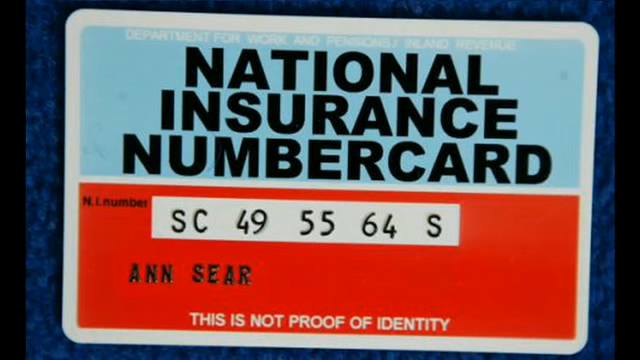 DEPARTMENT FOR WORK AND PENSIONS / INLAND REVENUE
NATIONAL
INSURANCE
NUMBERCARD
N.I.number
SC 49 55 64 S
ANN SEAR
THIS IS NOT PROOF OF IDENTITY